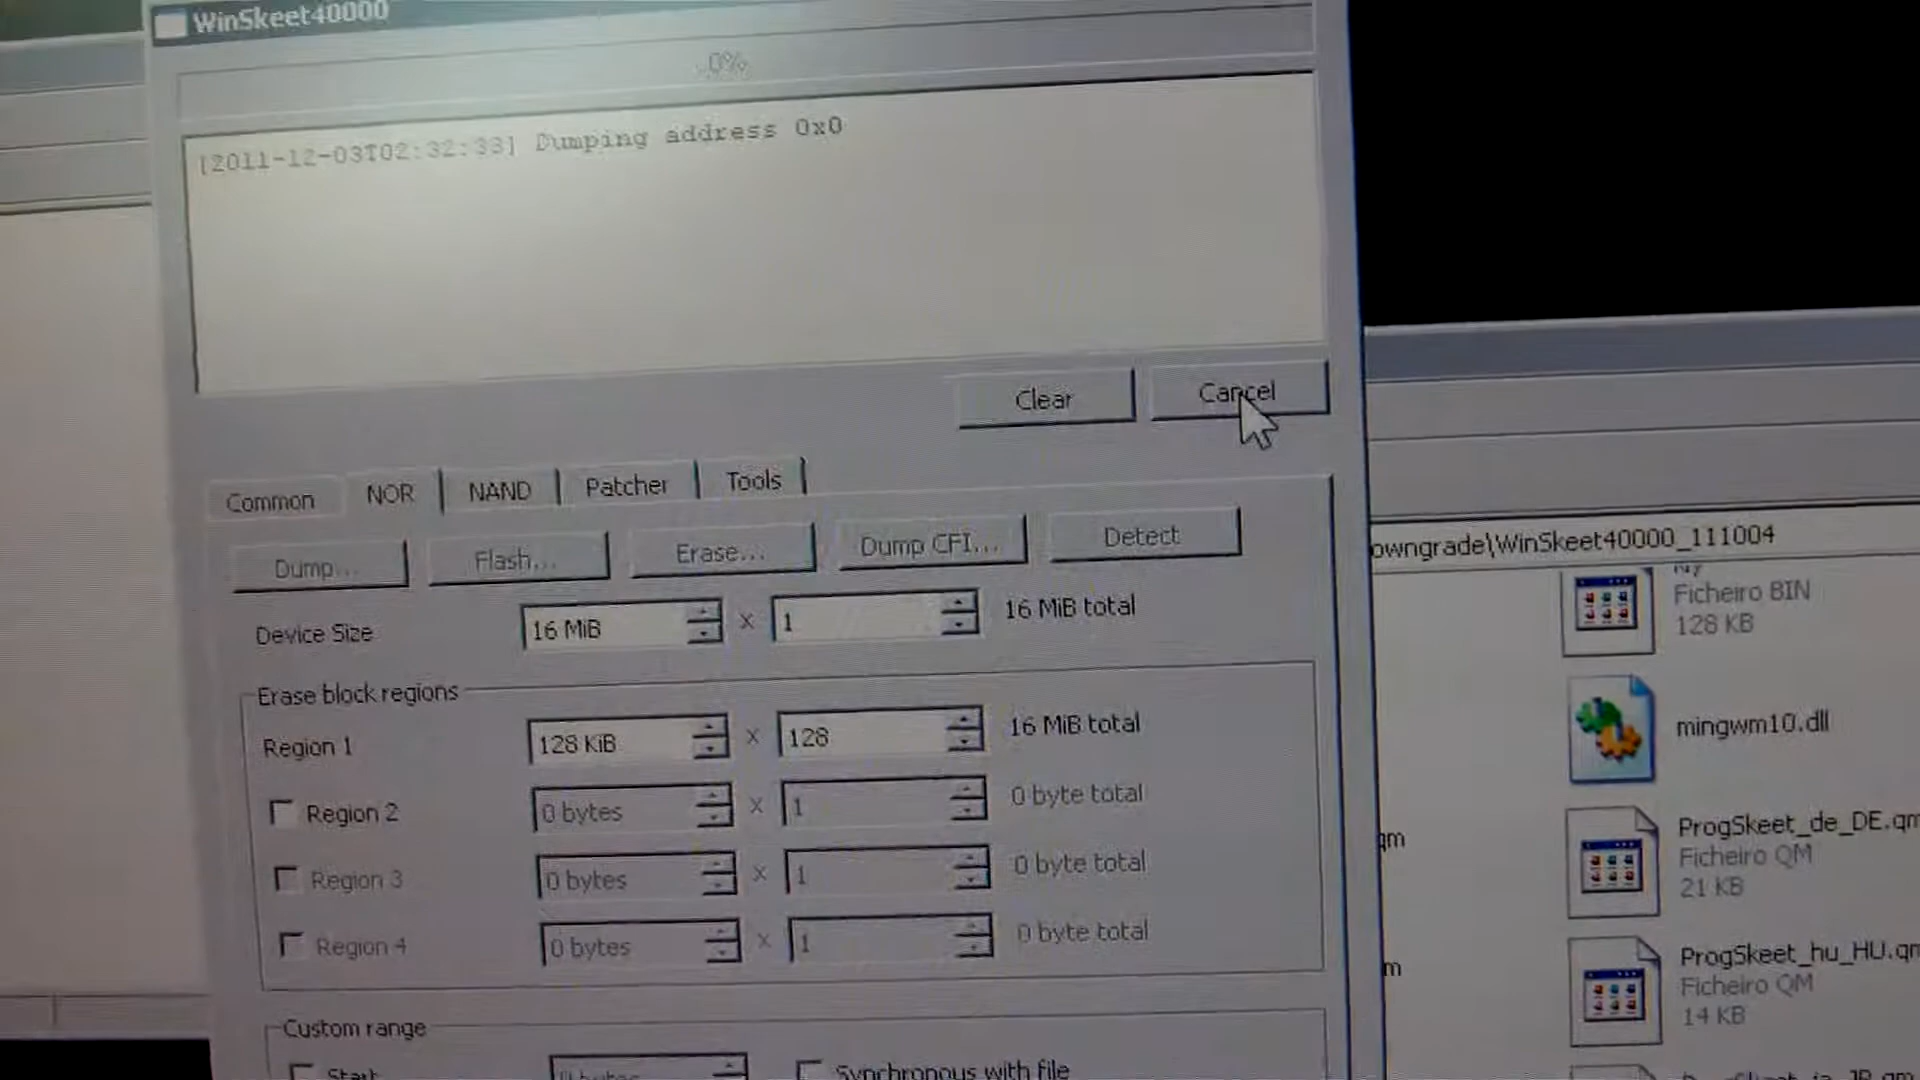 WinSkeet40000
0%
[2011-12-03T02:32:33] Dumping address 0x0
Clear
Cancel
Common
NOR
NAND
Patcher
Tools
Dump...
Flash...
Erase...
Dump CFI...
Detect
Device Size
16 MiB
x
1
16 MiB total
Erase block regions
Region 1
128 KiB
x
128
16 MiB total
Region 2
0 bytes
x
1
0 byte total
Region 3
0 bytes
x
1
0 byte total
Region 4
0 bytes
x
1
0 byte total
Custom range
Start
0 bytes
Synchronous with file
owngrade\WinSkeet40000_111004
Ficheiro BIN
128 KB
mingwm10.dll
ProgSkeet_de_DE.qm
Ficheiro QM
21 KB
qm
ProgSkeet_hu_HU.qm
Ficheiro QM
14 KB
m